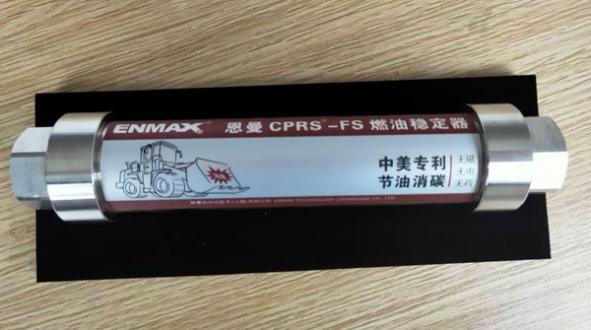 ENMAX® 恩曼 CPRS®-FS 燃油稳定器
中美专利
节油消碳
无磁
无电
无药